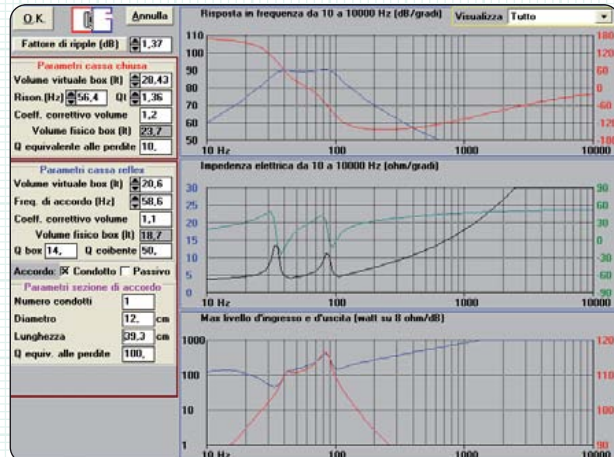 O.K.
Annulla
Fattore di ripple (dB) 1,37
Parametri cassa chiusa
Volume virtuale box (lt) 28,43
Rison.(Hz) 56,4 Qt 1,36
Coeff. correttivo volume 1,2
Volume fisico box (lt) 23,7
Q equivalente alle perdite 10,
Parametri cassa reflex
Volume virtuale box (lt) 20,6
Freq. di accordo (Hz) 58,6
Coeff. correttivo volume 1,1
Volume fisico box (lt) 18,7
Q box 14, Q coibente 50,
Accordo: Condotto Passivo
Parametri sezione di accordo
Numero condotti 1
Diametro 12, cm
Lunghezza 39,3 cm
Q equiv. alle perdite 100,
Risposta in frequenza da 10 a 10000 Hz (dB/gradi)
Visualizza Tutto
110 180
100 120
90 60
80 0
70 -60
60 -120
50 -180
10 Hz 100 1000 10000
Impedenza elettrica da 10 a 10000 Hz (ohm/gradi)
30 90
25 60
20 30
15 0
10 -30
5 -60
0 -90
10 Hz 100 1000 10000
Max livello d'ingresso e d'uscita (watt su 8 ohm/dB)
1000 120
100 110
10 100
1 90
10 Hz 100 1000 10000